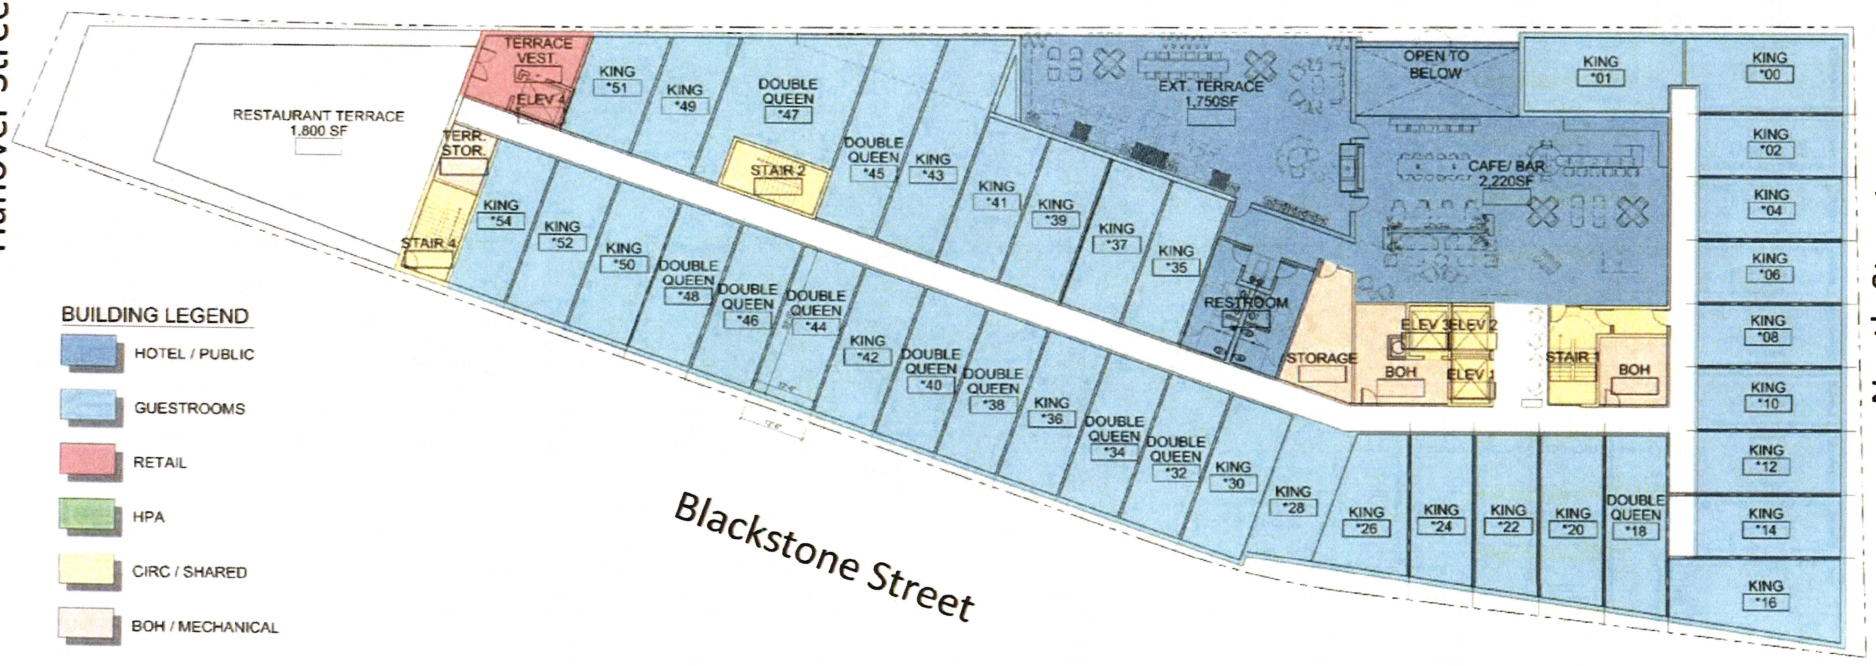 TERRACE
VEST.
ELEV 4
RESTAURANT TERRACE
1,800 SF
TERR.
STOR.
STAIR 4
KING
*51
KING
*49
DOUBLE
QUEEN
*47
STAIR 2
DOUBLE
QUEEN
*45
KING
*43
KING
*41
KING
*39
KING
*37
KING
*35
EXT. TERRACE
1,750SF
OPEN TO
BELOW
CAFE/ BAR
2,220SF
KING
*01
KING
*00
KING
*02
KING
*04
KING
*06
KING
*08
KING
*10
KING
*12
KING
*14
KING
*16
KING
*54
KING
*52
KING
*50
DOUBLE
QUEEN
*48
DOUBLE
QUEEN
*46
DOUBLE
QUEEN
*44
KING
*42
DOUBLE
QUEEN
*40
DOUBLE
QUEEN
*38
KING
*36
DOUBLE
QUEEN
*34
DOUBLE
QUEEN
*32
KING
*30
KING
*28
KING
*26
KING
*24
KING
*22
KING
*20
DOUBLE
QUEEN
*18
RESTROOM
STORAGE
BOH
ELEV 3
ELEV 2
ELEV 1
STAIR 1
BOH
BUILDING LEGEND
HOTEL / PUBLIC
GUESTROOMS
RETAIL
HPA
CIRC / SHARED
BOH / MECHANICAL
Blackstone Street